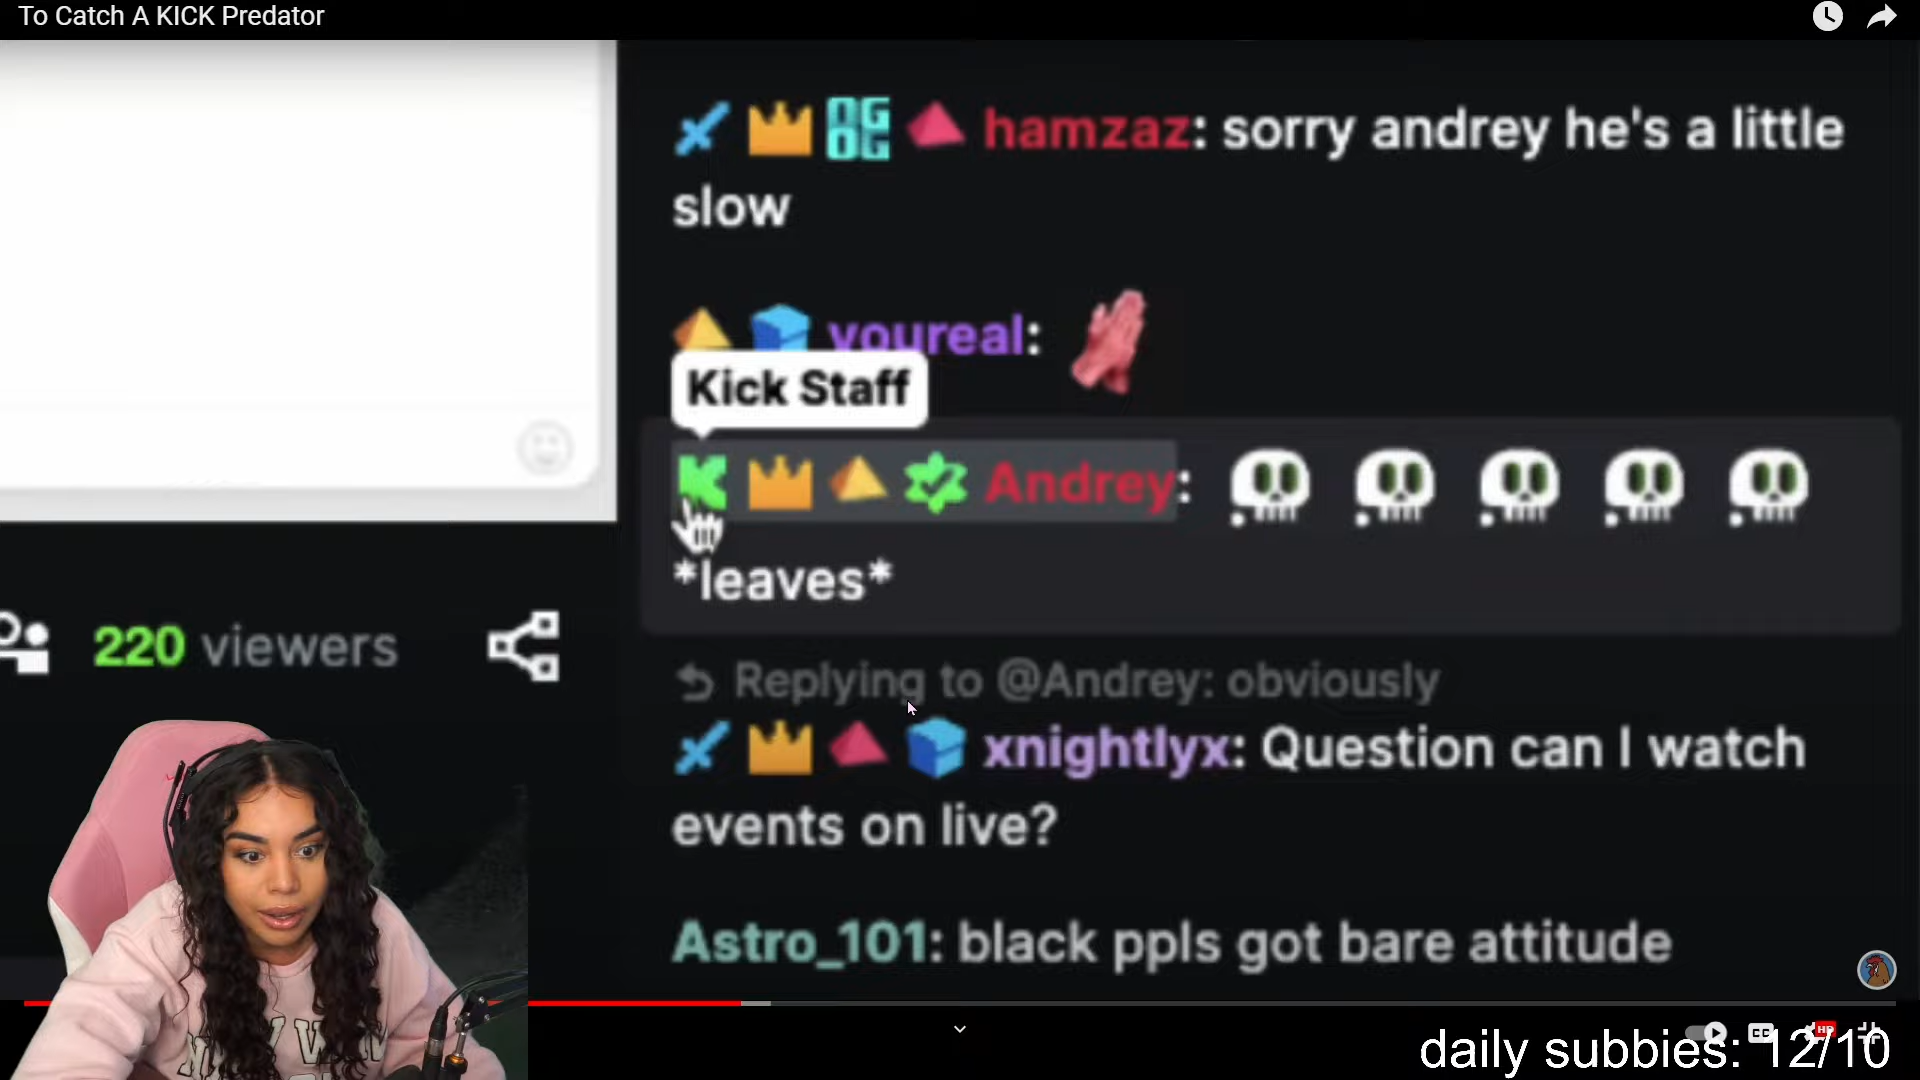 To Catch A KICK Predator
hamzaz: sorry andrey he's a little
slow
youreal:
Kick Staff
Andrey:
*leaves*
220 viewers
Replying to @Andrey: obviously
xnightlyx: Question can I watch
events on live?
Astro_101: black ppls got bare attitude
CC
HD
daily subbies: 12/10